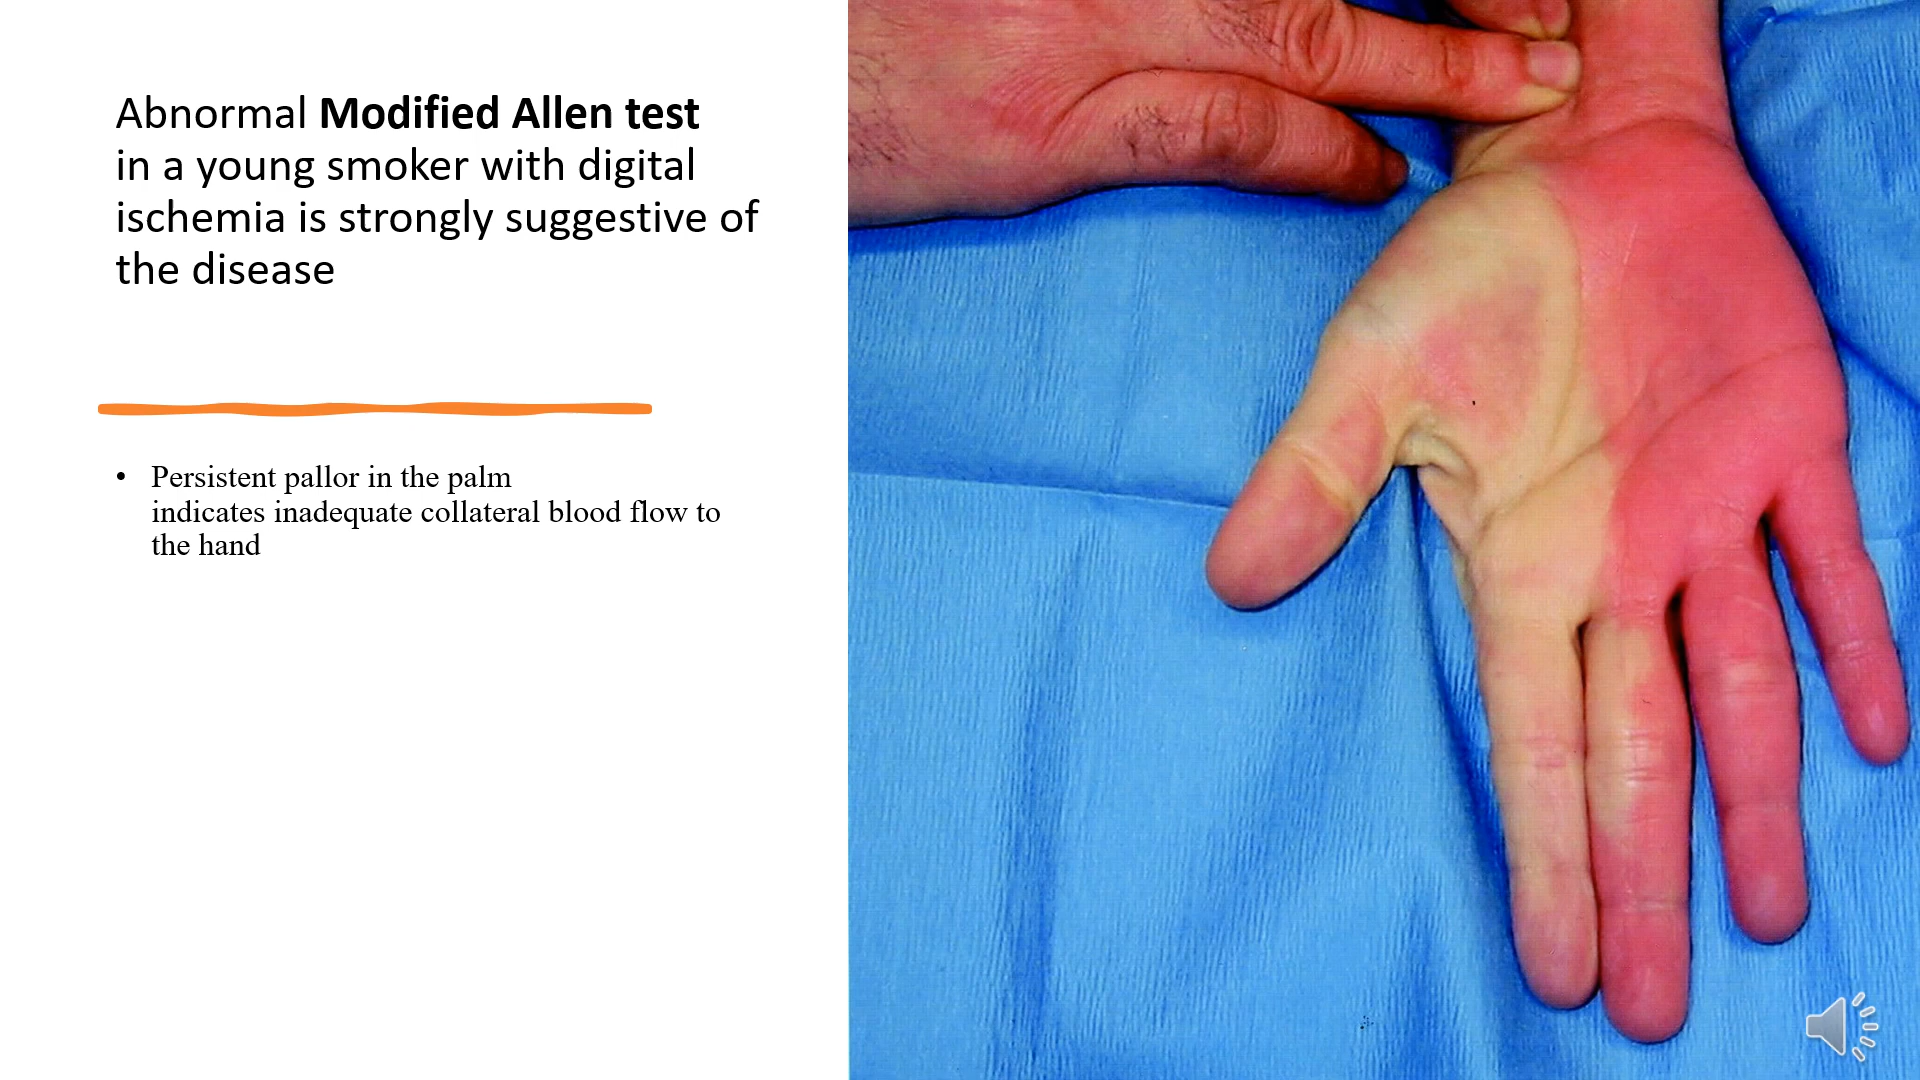 Abnormal Modified Allen test
in a young smoker with digital
ischemia is strongly suggestive of
the disease
• Persistent pallor in the palm
indicates inadequate collateral blood flow to
the hand